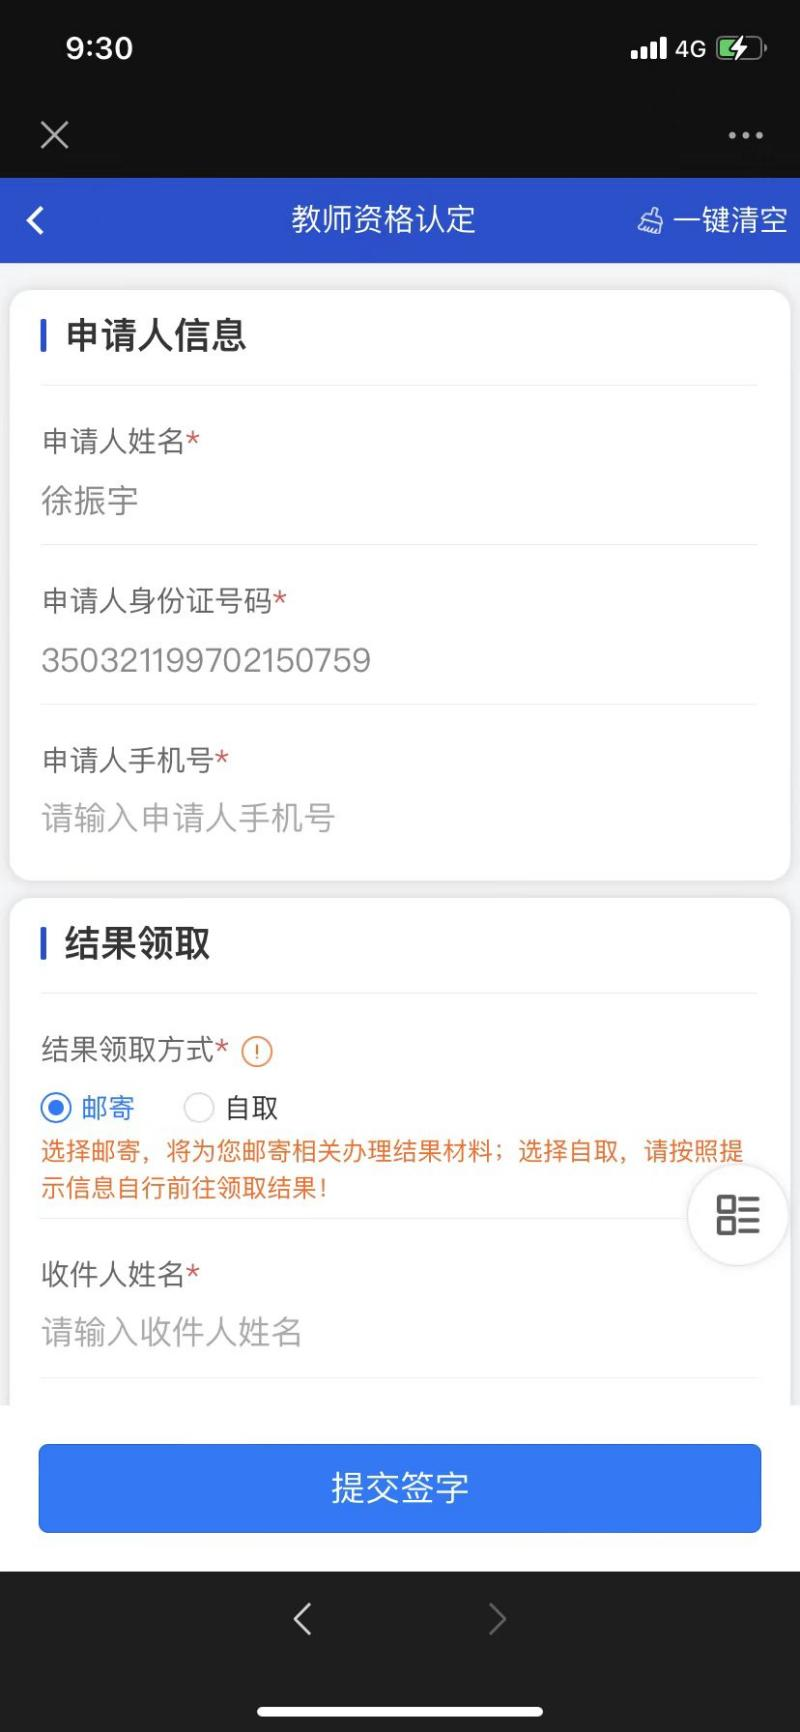 9:30
4G
教师资格认定
一键清空
申请人信息
申请人姓名*
徐振宇
申请人身份证号码*
350321199702150759
申请人手机号*
请输入申请人手机号
结果领取
结果领取方式* !
邮寄 自取
选择邮寄，将为您邮寄相关办理结果材料；选择自取，请按照提
示信息自行前往领取结果！
收件人姓名*
请输入收件人姓名
提交签字